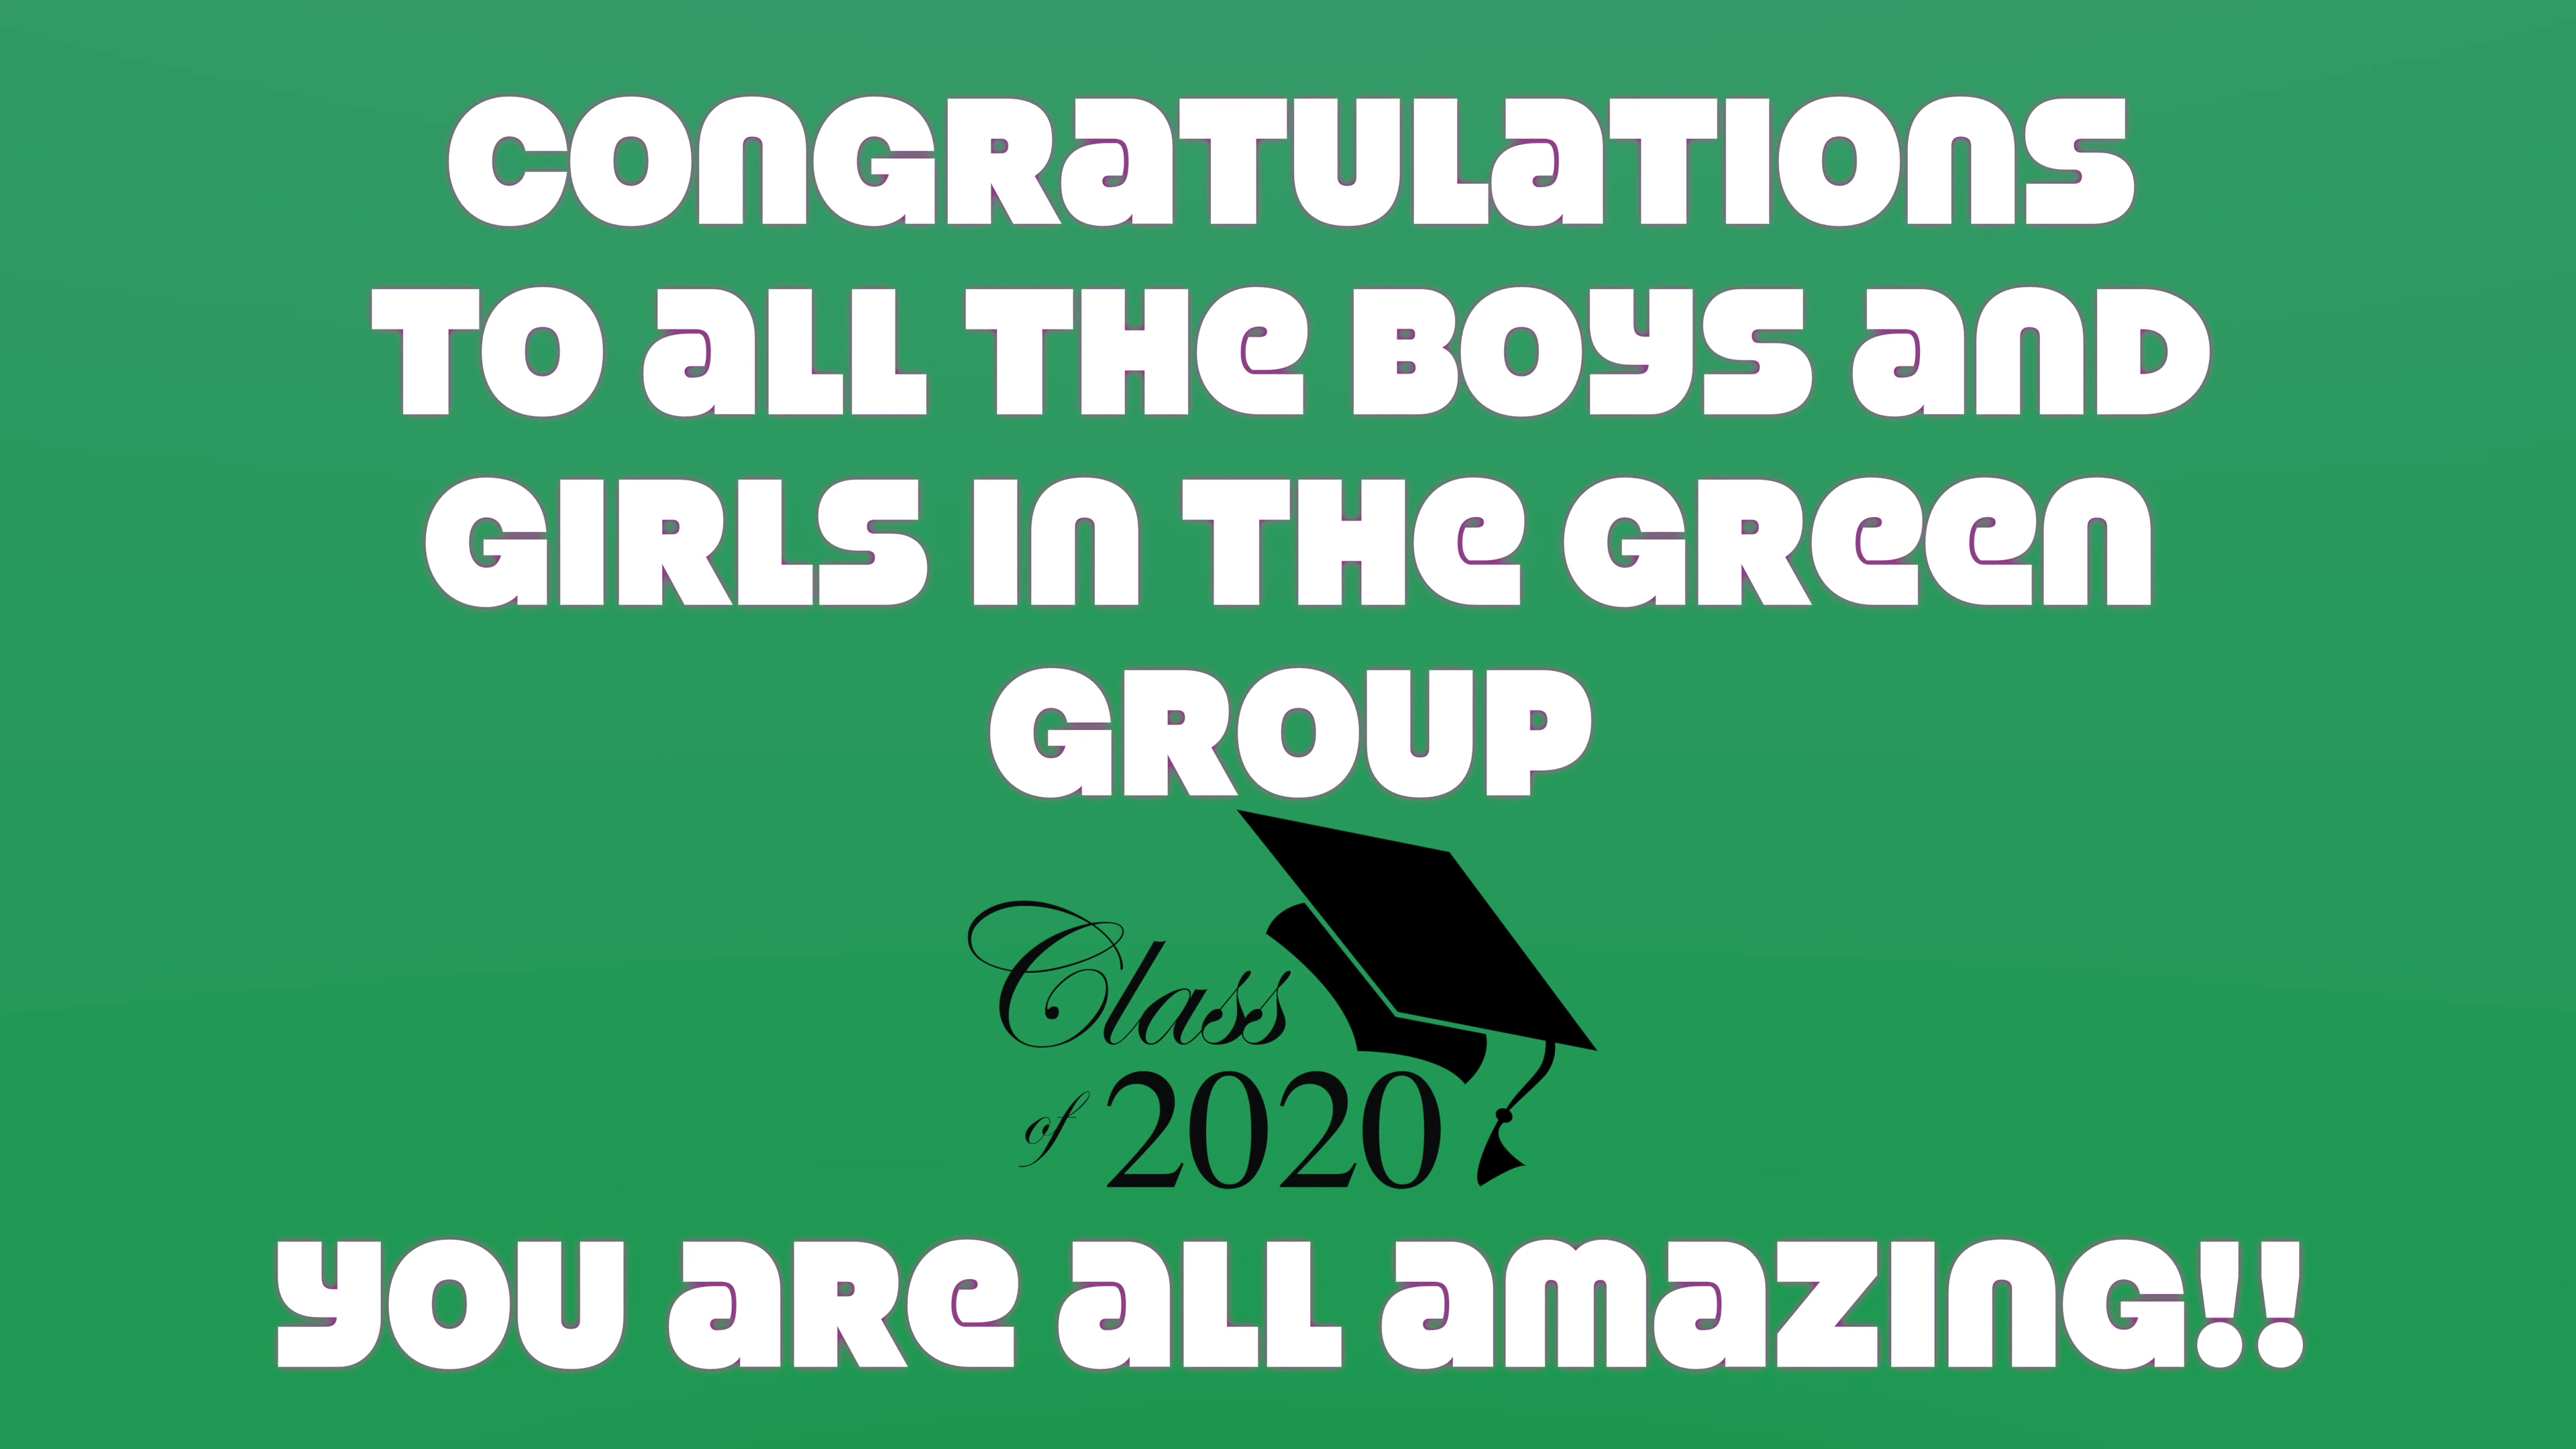 CONGRATULATIONS
TO ALL THE BOYS AND
GIRLS IN THE GREEN
GROUP
Class
of 2020
YOU ARE ALL AMAZING!!